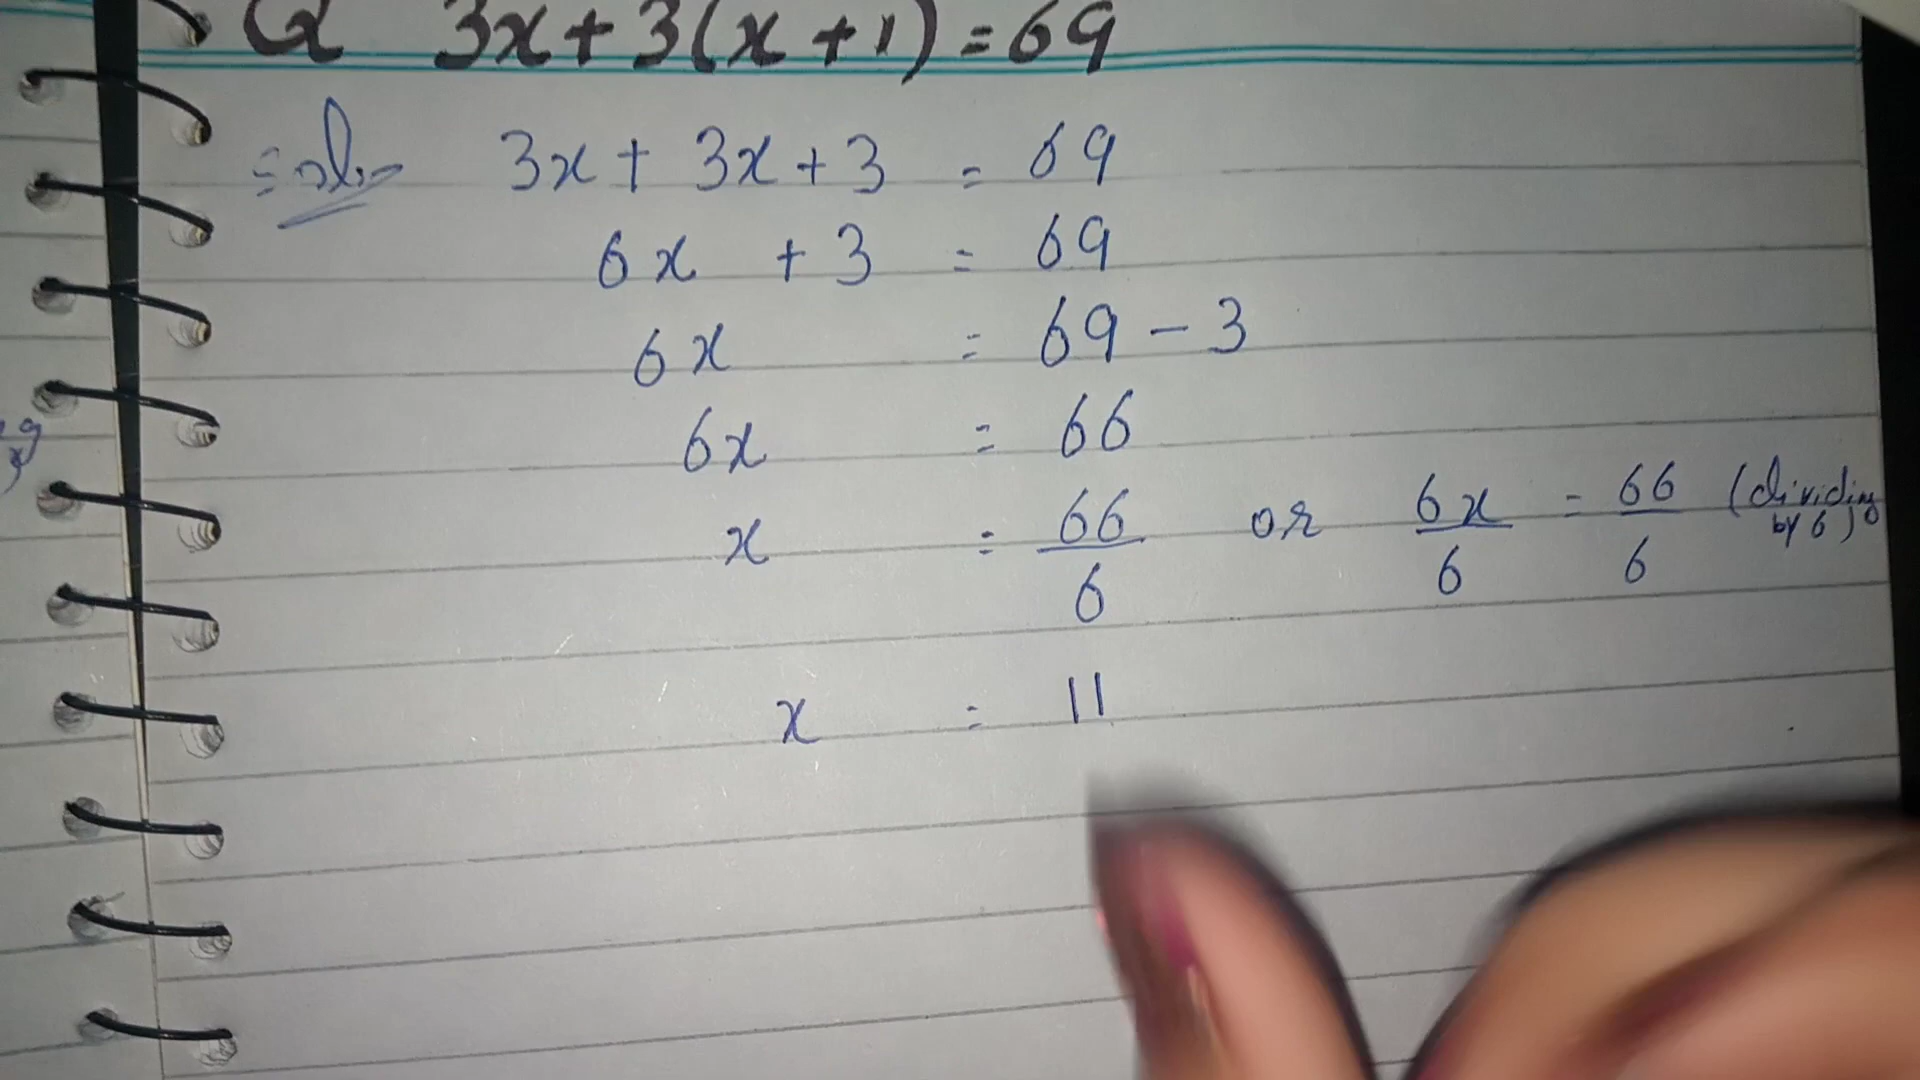 Q 3x + 3(x + 1) = 69
Soln 3x + 3x + 3 = 69
6x + 3 = 69
6x = 69 - 3
6x = 66
x = 66/6 or 6x/6 = 66/6 (dividing by 6)
x = 11